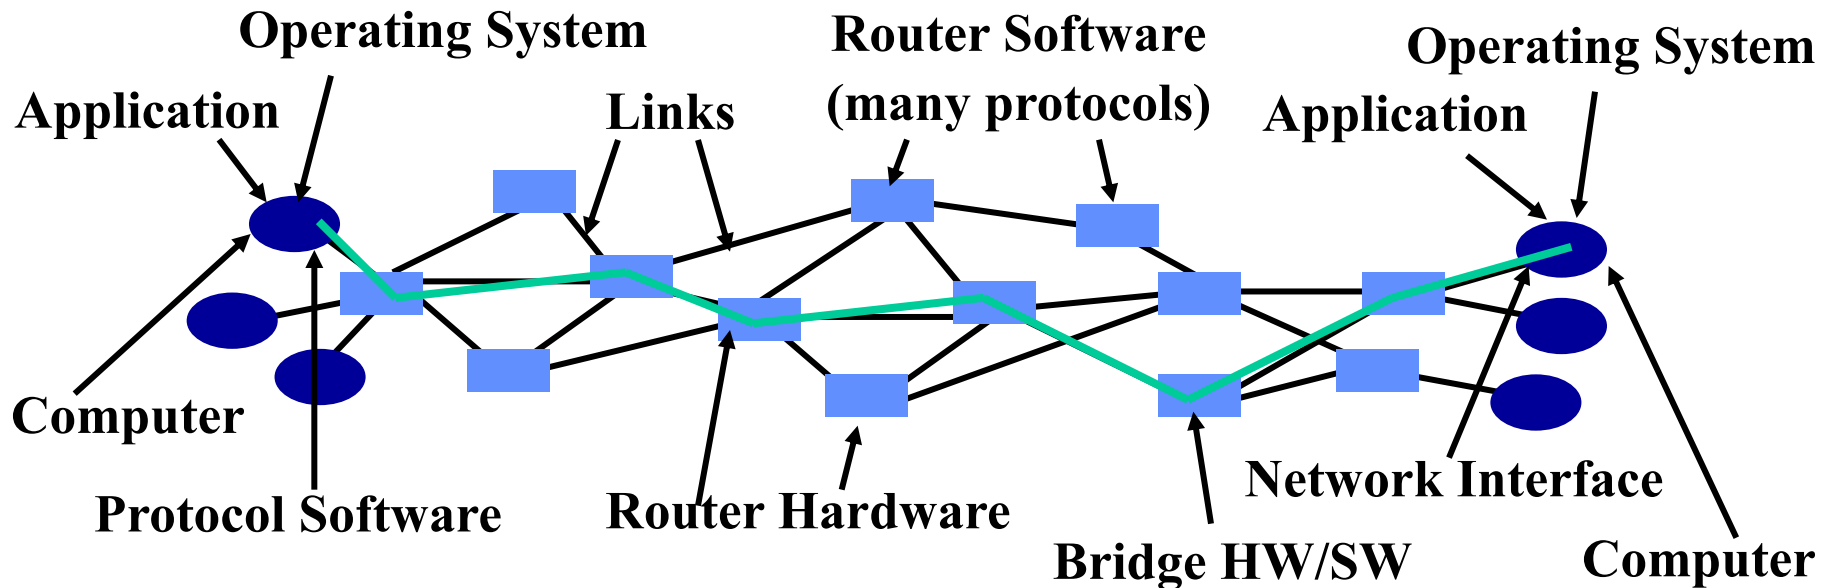 Operating System
Router Software
(many protocols)
Operating System
Application
Links
Application
Computer
Protocol Software
Router Hardware
Network Interface
Bridge HW/SW
Computer